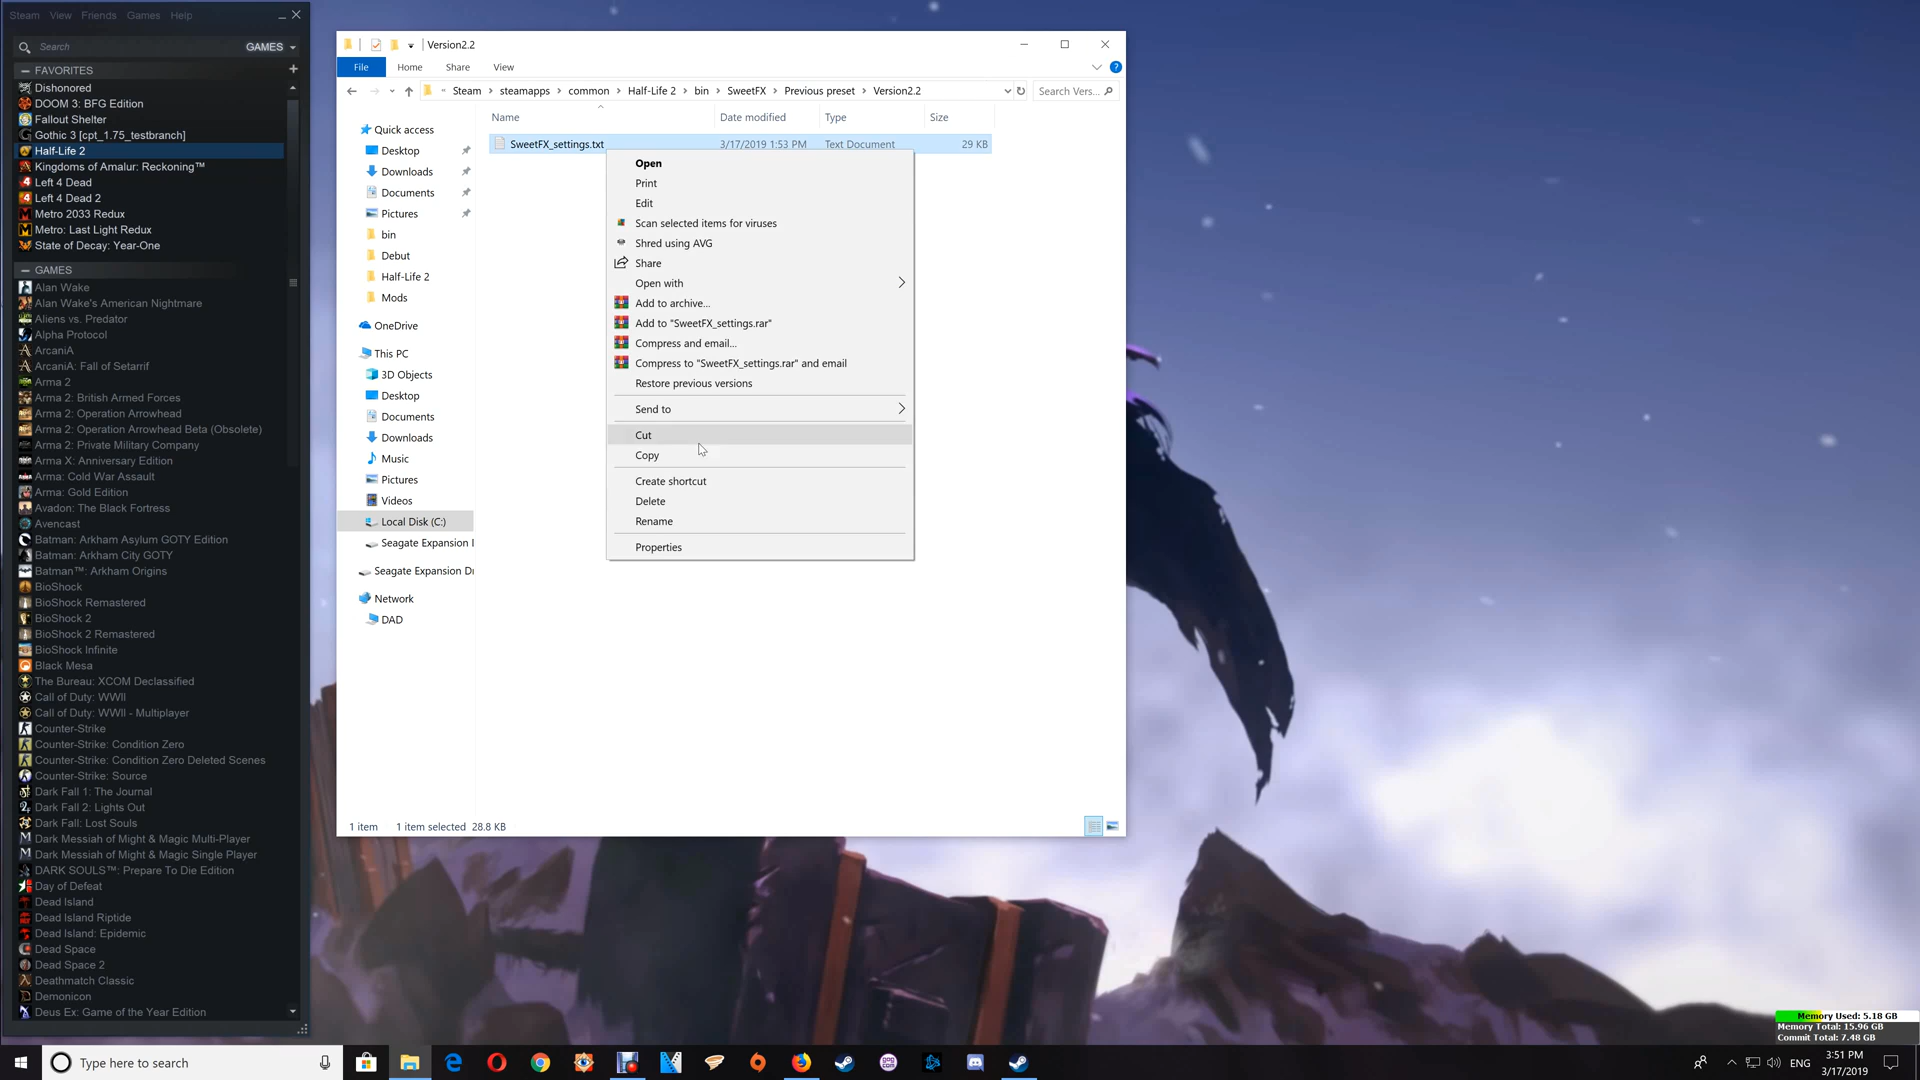 Steam View Friends Games Help
Search GAMES
FAVORITES
Dishonored
DOOM 3: BFG Edition
Fallout Shelter
Gothic 3 [cpt_1.75_testbranch]
Half-Life 2
Kingdoms of Amalur: Reckoning™
Left 4 Dead
Left 4 Dead 2
Metro 2033 Redux
Metro: Last Light Redux
State of Decay: Year-One
GAMES
Alan Wake
Alan Wake's American Nightmare
Aliens vs. Predator
Alpha Protocol
ArcaniA
ArcaniA: Fall of Setarrif
Arma 2
Arma 2: British Armed Forces
Arma 2: Operation Arrowhead
Arma 2: Operation Arrowhead Beta (Obsolete)
Arma 2: Private Military Company
Arma X: Anniversary Edition
Arma: Cold War Assault
Arma: Gold Edition
Avadon: The Black Fortress
Avencast
Batman: Arkham Asylum GOTY Edition
Batman: Arkham City GOTY
Batman™: Arkham Origins
BioShock
BioShock Remastered
BioShock 2
BioShock 2 Remastered
BioShock Infinite
Black Mesa
The Bureau: XCOM Declassified
Call of Duty: WWII
Call of Duty: WWII - Multiplayer
Counter-Strike
Counter-Strike: Condition Zero
Counter-Strike: Condition Zero Deleted Scenes
Counter-Strike: Source
Dark Fall 1: The Journal
Dark Fall 2: Lights Out
Dark Fall: Lost Souls
Dark Messiah of Might & Magic Multi-Player
Dark Messiah of Might & Magic Single Player
DARK SOULS™: Prepare To Die Edition
Day of Defeat
Dead Island
Dead Island Riptide
Dead Island: Epidemic
Dead Space
Dead Space 2
Deathmatch Classic
Demonicon
Deus Ex: Game of the Year Edition
Version2.2
File Home Share View
Steam steamapps common Half-Life 2 bin SweetFX Previous preset Version2.2 Search Vers...
Name Date modified Type Size
SweetFX_settings.txt 3/17/2019 1:53 PM Text Document 29 KB
Quick access
Desktop
Downloads
Documents
Pictures
bin
Debut
Half-Life 2
Mods
OneDrive
This PC
3D Objects
Desktop
Documents
Downloads
Music
Pictures
Videos
Local Disk (C:)
Seagate Expansion
Seagate Expansion Dr
Network
DAD
Open
Print
Edit
Scan selected items for viruses
Shred using AVG
Share
Open with
Add to archive...
Add to "SweetFX_settings.rar"
Compress and email...
Compress to "SweetFX_settings.rar" and email
Restore previous versions
Send to
Cut
Copy
Create shortcut
Delete
Rename
Properties
1 item 1 item selected 28.8 KB
Memory Used: 5.18 GB
Memory Total: 15.96 GB
Commit Total: 7.48 GB
Type here to search
ENG
3:51 PM
3/17/2019